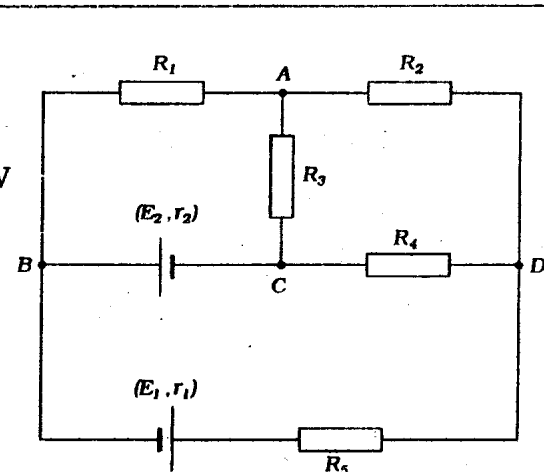 R₁ A R₂
V
R₃
(E₂, r₂)
R₄
B C D
(E₁, r₁)
R₅